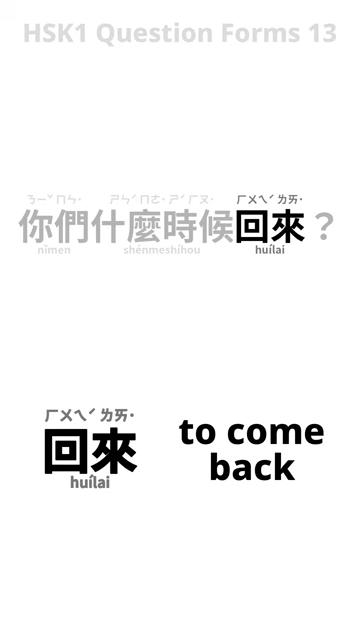 HSK1 Question Forms 13
ㄋㄧˇ ㄇㄣ˙ ㄕㄣˊ ㄇㄜ˙ ㄕˊ ㄏㄡ˙ ㄏㄨㄟˊ ㄌㄞ˙
你們什麼時候回來？
nǐmen shénmeshíhou huílai
ㄏㄨㄟˊ ㄌㄞ˙
回來
huílai
to come
back